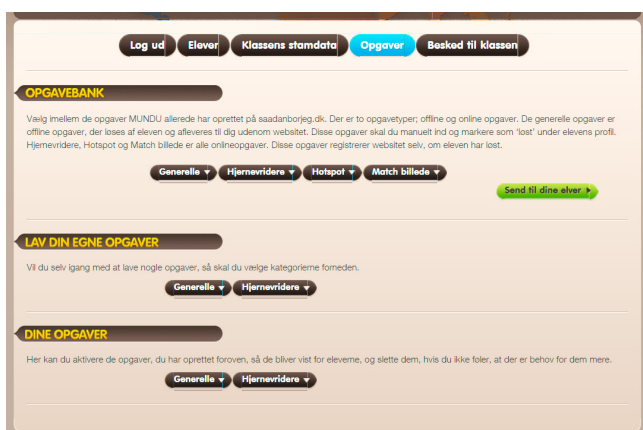 Log ud Elever Klassens stamdata Opgaver Besked til klassen
OPGAVEBANK
Vælg imellem de opgaver MUNDU allerede har oprettet på saadanborjeg.dk. Der er to opgavetyper; offline og online opgaver. De generelle opgaver er
offline opgaver, der løses af eleven og afleveres til dig udenom websitet. Disse opgaver skal du manuelt ind og markere som 'løst' under elevens profil.
Hjernevridere, Hotspot og Match billede er alle onlineopgaver. Disse opgaver registrerer websitet selv, om eleven har løst.
Generelle Hjernevridere Hotspot Match billede
Send til dine elver
LAV DIN EGNE OPGAVER
Vil du selv igang med at lave nogle opgaver, så skal du vælge kategorierne forneden.
Generelle Hjernevridere
DINE OPGAVER
Her kan du aktivere de opgaver, du har oprettet foroven, så de bliver vist for eleverne, og slette dem, hvis du ikke føler, at der er behov for dem mere.
Generelle Hjernevridere